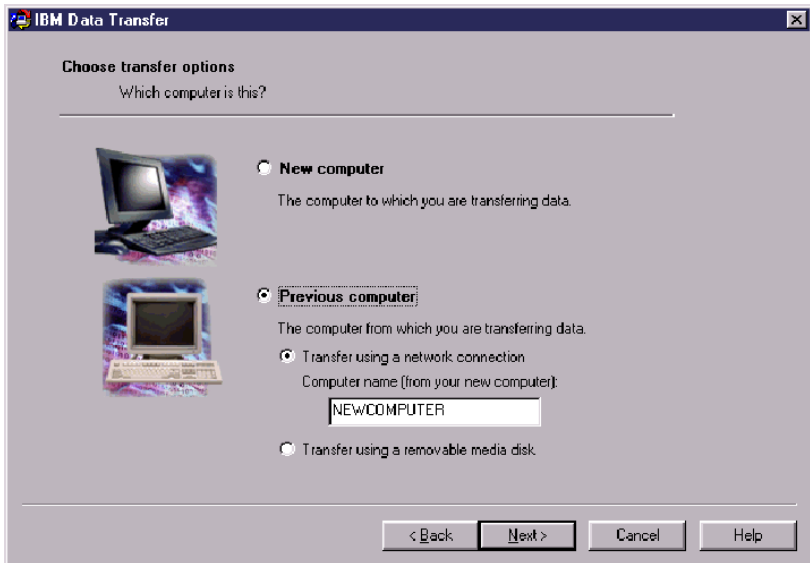 IBM Data Transfer
Choose transfer options
Which computer is this?
New computer
The computer to which you are transferring data.
Previous computer
The computer from which you are transferring data.
Transfer using a network connection
Computer name (from your new computer):
NEWCOMPUTER
Transfer using a removable media disk
< Back Next > Cancel Help